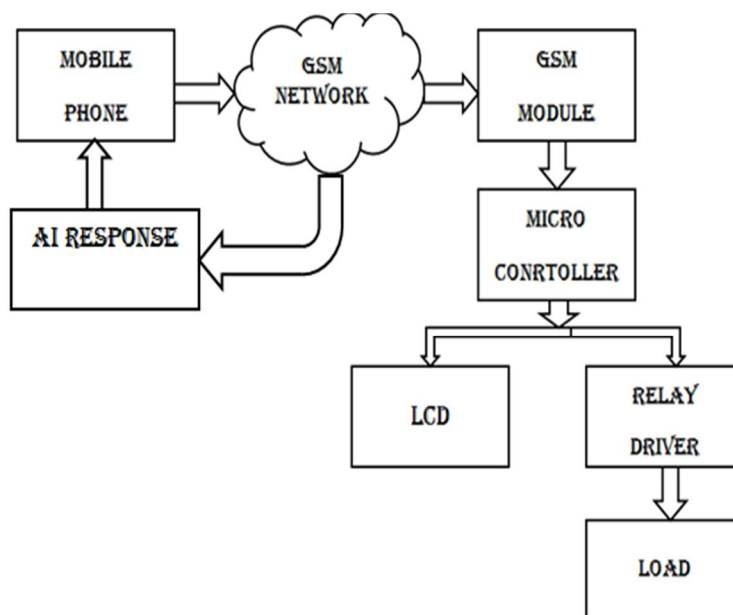 MOBILE
PHONE
GSM
NETWORK
GSM
MODULE
AI RESPONSE
MICRO
CONRTOLLER
LCD
RELAY
DRIVER
LOAD